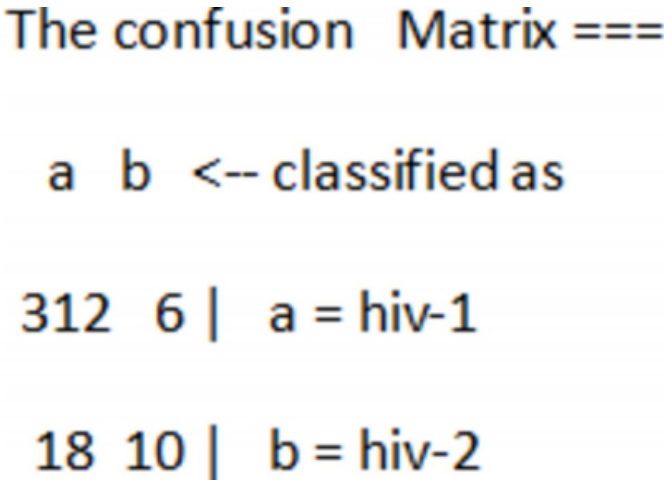 The confusion Matrix ===
a b <-- classified as
312 6 | a = hiv-1
18 10 | b = hiv-2